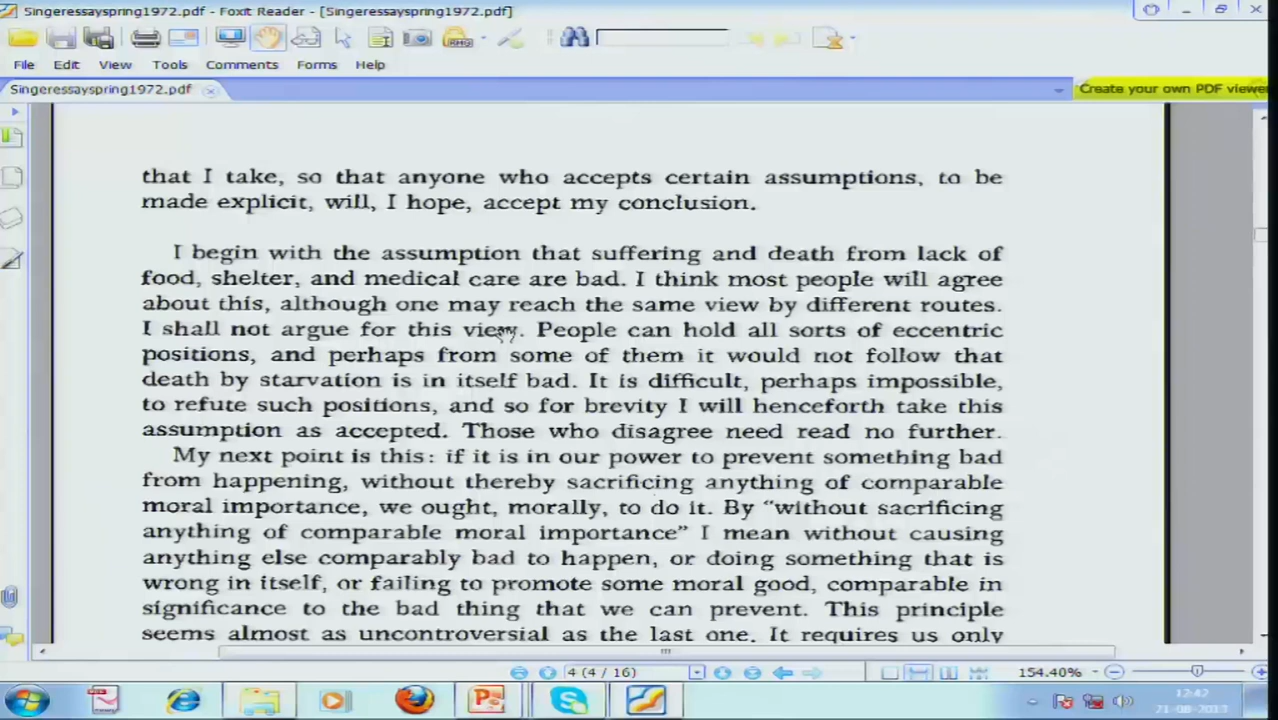 Singeressayspring1972.pdf - Foxit Reader - [Singeressayspring1972.pdf]
File Edit View Tools Comments Forms Help
Singeressayspring1972.pdf
Create your own PDF viewer
that I take, so that anyone who accepts certain assumptions, to be
made explicit, will, I hope, accept my conclusion.
I begin with the assumption that suffering and death from lack of
food, shelter, and medical care are bad. I think most people will agree
about this, although one may reach the same view by different routes.
I shall not argue for this view. People can hold all sorts of eccentric
positions, and perhaps from some of them it would not follow that
death by starvation is in itself bad. It is difficult, perhaps impossible,
to refute such positions, and so for brevity I will henceforth take this
assumption as accepted. Those who disagree need read no further.
My next point is this: if it is in our power to prevent something bad
from happening, without thereby sacrificing anything of comparable
moral importance, we ought, morally, to do it. By “without sacrificing
anything of comparable moral importance” I mean without causing
anything else comparably bad to happen, or doing something that is
wrong in itself, or failing to promote some moral good, comparable in
significance to the bad thing that we can prevent. This principle
seems almost as uncontroversial as the last one. It requires us only
4 (4 / 16)
154.40%
12:42
21-08-2013